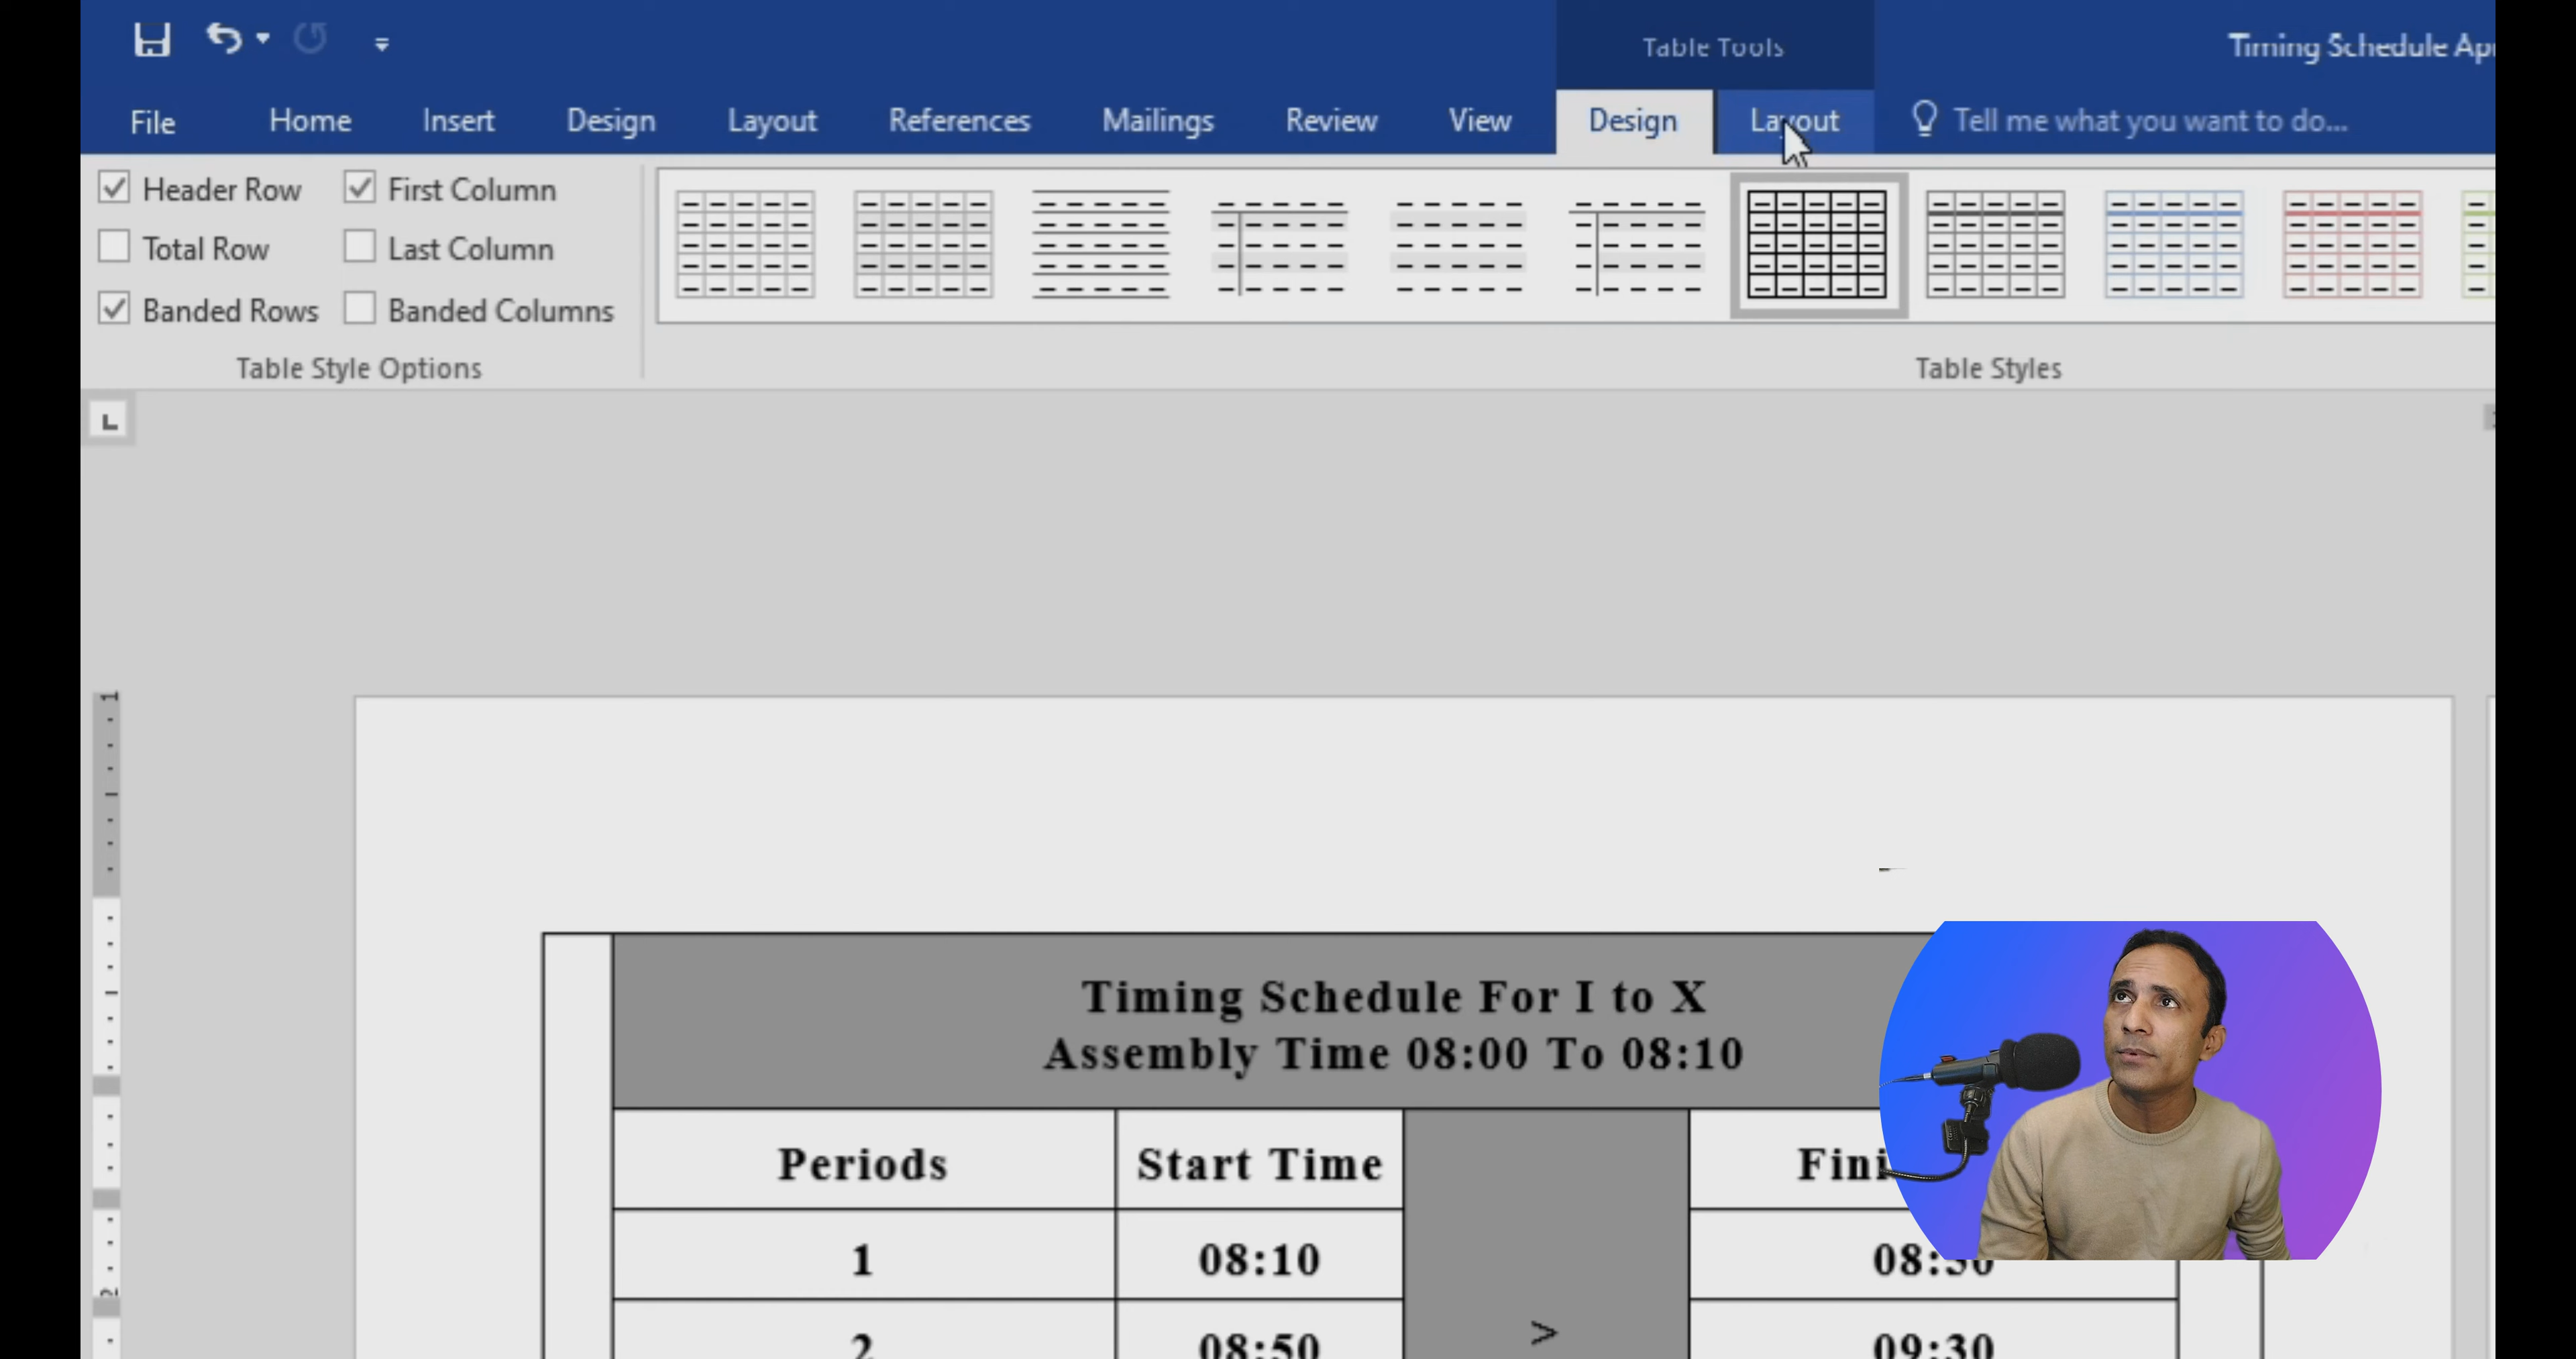 Table Tools
Timing Schedule Ap
File Home Insert Design Layout References Mailings Review View Design Layout Tell me what you want to do...
Header Row First Column
Total Row Last Column
Banded Rows Banded Columns
Table Style Options
Table Styles
Timing Schedule For I to X
Assembly Time 08:00 To 08:10
Periods Start Time Fini
1 08:10 08:50
2 08:50 > 09:30